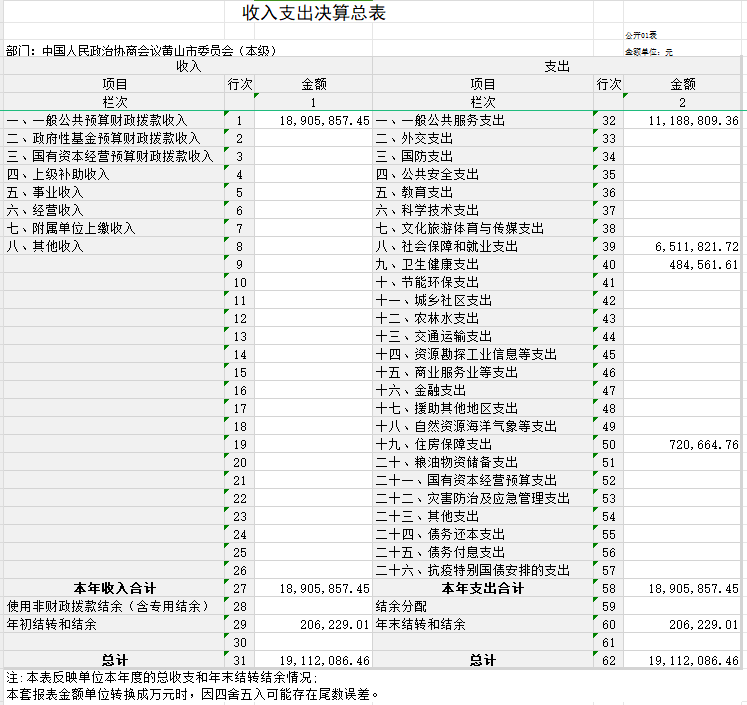 收入支出决算总表
公开01表
部门：中国人民政治协商会议黄山市委员会（本级）	金额单位：元
收入	支出
项目	行次	金额	项目	行次	金额
栏次	1	栏次	2
一、一般公共预算财政拨款收入	1	18,905,857.45	一、一般公共服务支出	32	11,188,809.36
二、政府性基金预算财政拨款收入	2	二、外交支出	33
三、国有资本经营预算财政拨款收入	3	三、国防支出	34
四、上级补助收入	4	四、公共安全支出	35
五、事业收入	5	五、教育支出	36
六、经营收入	6	六、科学技术支出	37
七、附属单位上缴收入	7	七、文化旅游体育与传媒支出	38
八、其他收入	8	八、社会保障和就业支出	39	6,511,821.72
9	九、卫生健康支出	40	484,561.61
10	十、节能环保支出	41
11	十一、城乡社区支出	42
12	十二、农林水支出	43
13	十三、交通运输支出	44
14	十四、资源勘探工业信息等支出	45
15	十五、商业服务业等支出	46
16	十六、金融支出	47
17	十七、援助其他地区支出	48
18	十八、自然资源海洋气象等支出	49
19	十九、住房保障支出	50	720,664.76
20	二十、粮油物资储备支出	51
21	二十一、国有资本经营预算支出	52
22	二十二、灾害防治及应急管理支出	53
23	二十三、其他支出	54
24	二十四、债务还本支出	55
25	二十五、债务付息支出	56
26	二十六、抗疫特别国债安排的支出	57
本年收入合计	27	18,905,857.45	本年支出合计	58	18,905,857.45
使用非财政拨款结余（含专用结余）	28	结余分配	59
年初结转和结余	29	206,229.01	年末结转和结余	60	206,229.01
30	61
总计	31	19,112,086.46	总计	62	19,112,086.46
注：本表反映单位本年度的总收支和年末结转结余情况；
本套报表金额单位转换成万元时，因四舍五入可能存在尾数误差。